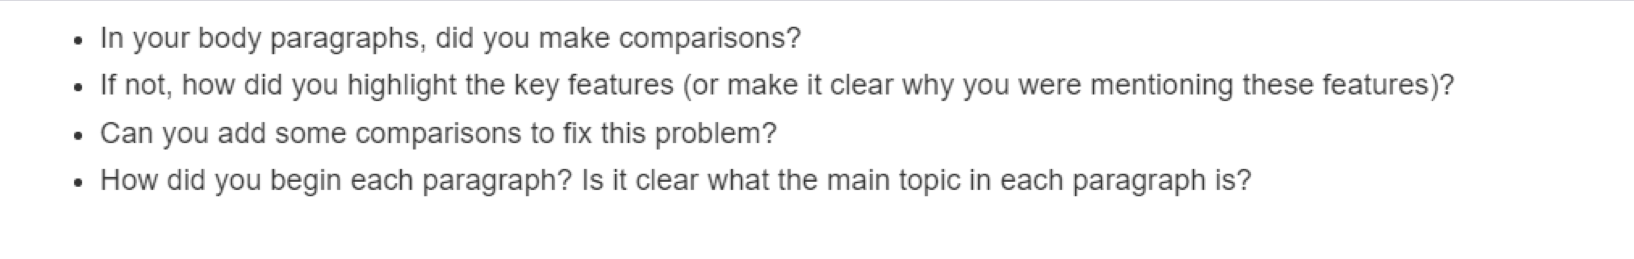 • In your body paragraphs, did you make comparisons?
• If not, how did you highlight the key features (or make it clear why you were mentioning these features)?
• Can you add some comparisons to fix this problem?
• How did you begin each paragraph? Is it clear what the main topic in each paragraph is?